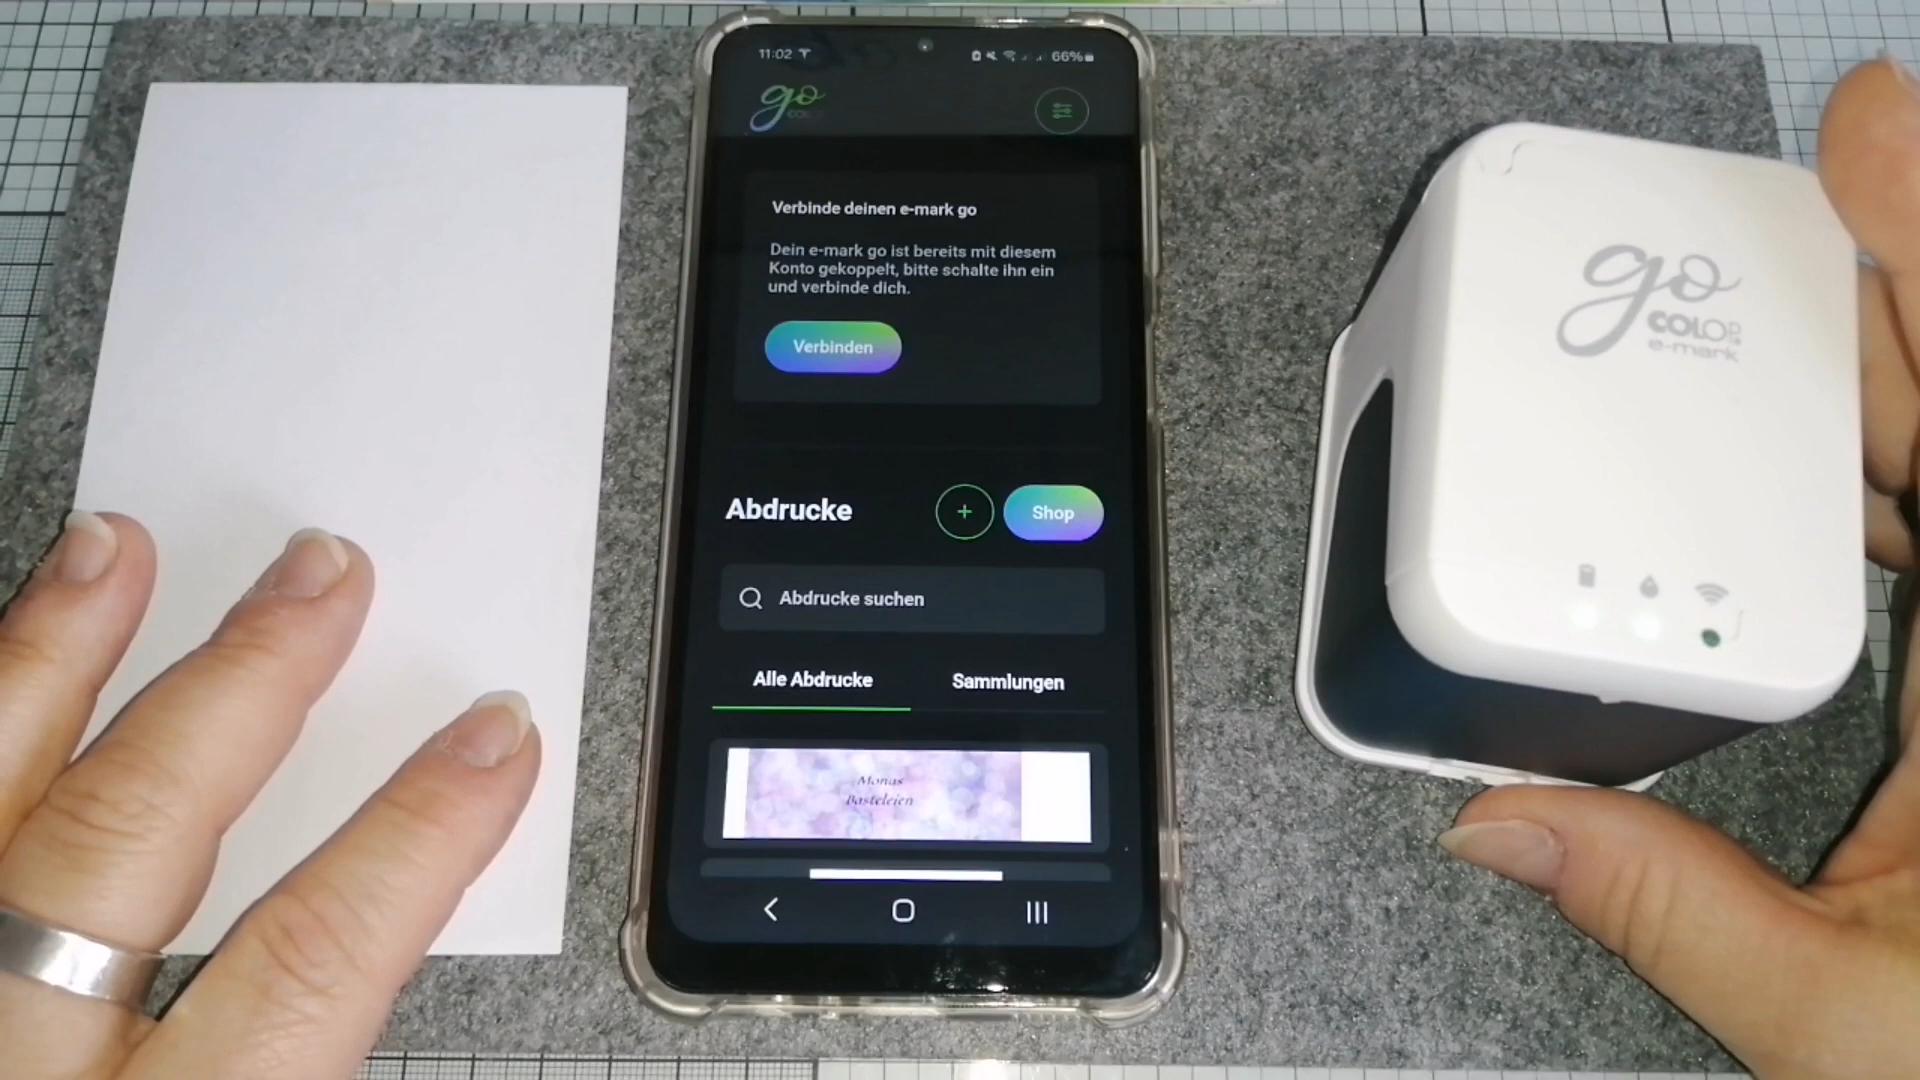 11:02
66%
go
COLOP
Verbinde deinen e-mark go
Dein e-mark go ist bereits mit diesem
Konto gekoppelt, bitte schalte ihn ein
und verbinde dich.
Verbinden
Abdrucke
+
Shop
Abdrucke suchen
Alle Abdrucke
Sammlungen
Monas
Basteleien
go
COLOP
e-mark